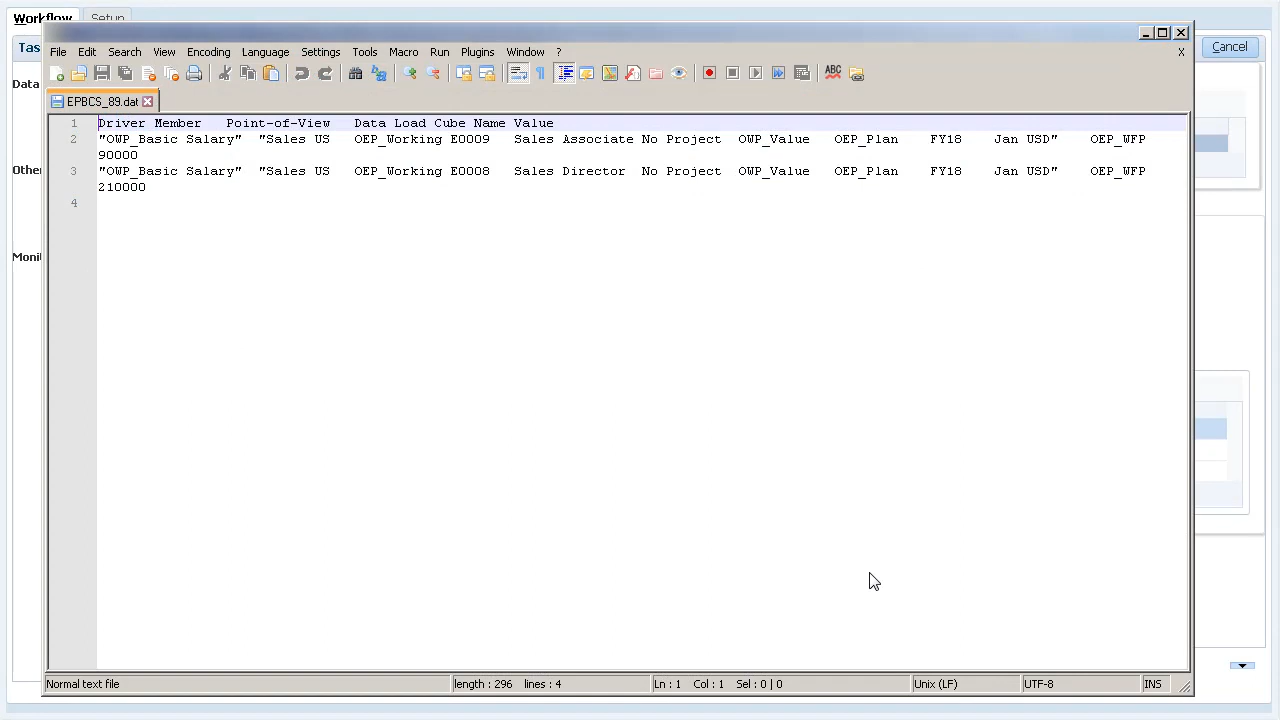 Workflow Setup
Tas
Cancel
File Edit Search View Encoding Language Settings Tools Macro Run Plugins Window ? X
ABC
EPBCS_89.dat
Data
Other
Monit
1 Driver Member Point-of-View Data Load Cube Name Value
2 "OWP_Basic Salary" "Sales US OEP_Working E0009 Sales Associate No Project OWP_Value OEP_Plan FY18 Jan USD" OEP_WFP
90000
3 "OWP_Basic Salary" "Sales US OEP_Working E0008 Sales Director No Project OWP_Value OEP_Plan FY18 Jan USD" OEP_WFP
210000
4
Normal text file length : 296 lines : 4 Ln : 1 Col : 1 Sel : 0 | 0 Unix (LF) UTF-8 INS